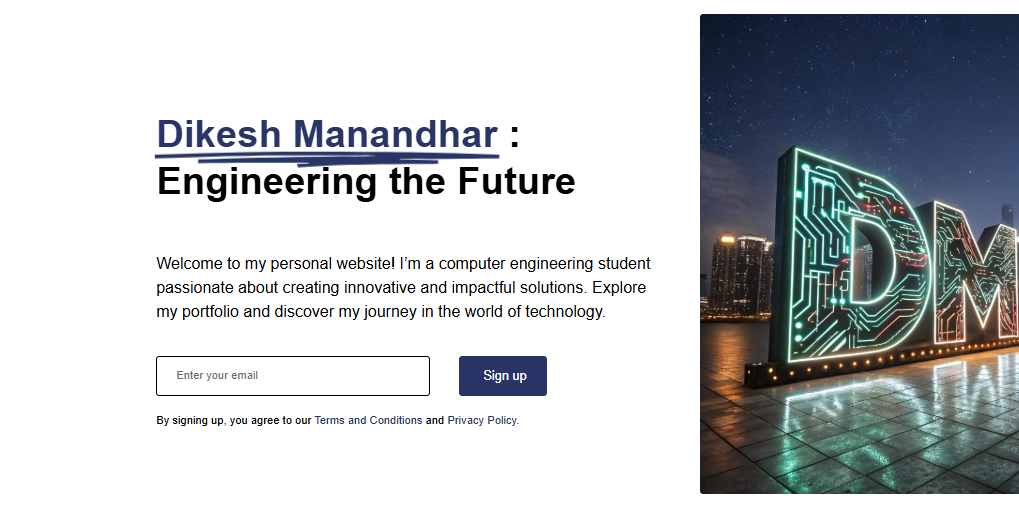 Dikesh Manandhar :
Engineering the Future
Welcome to my personal website! I’m a computer engineering student
passionate about creating innovative and impactful solutions. Explore
my portfolio and discover my journey in the world of technology.
Enter your email
Sign up
By signing up, you agree to our Terms and Conditions and Privacy Policy.
DM